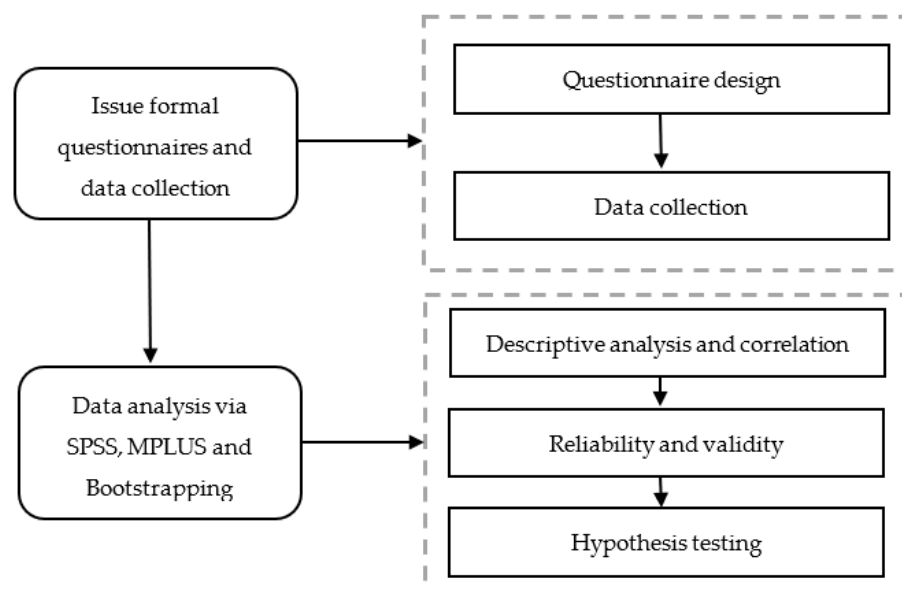 Issue formal
questionnaires and
data collection
Questionnaire design
Data collection
Data analysis via
SPSS, MPLUS and
Bootstrapping
Descriptive analysis and correlation
Reliability and validity
Hypothesis testing